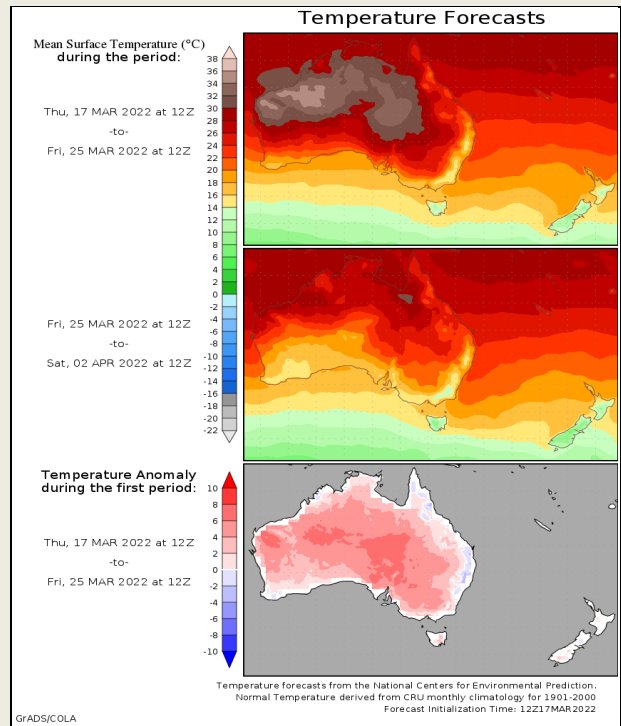 Temperature Forecasts
Mean Surface Temperature (°C)
during the period:
38
36
34
32
30
28
26
24
22
20
18
16
14
12
10
8
6
4
2
0
-2
-4
-6
-8
-10
-12
-14
-16
-18
-20
-22
Thu, 17 MAR 2022 at 12Z
-to-
Fri, 25 MAR 2022 at 12Z
Fri, 25 MAR 2022 at 12Z
-to-
Sat, 02 APR 2022 at 12Z
Temperature Anomaly
during the first period:
10
8
6
4
2
0
-2
-4
-6
-8
-10
Thu, 17 MAR 2022 at 12Z
-to-
Fri, 25 MAR 2022 at 12Z
Temperature forecasts from the National Centers for Environmental Prediction.
Normal Temperature derived from CRU monthly climatology for 1901-2000
Forecast Initialization Time: 12Z17MAR2022
GrADS/COLA